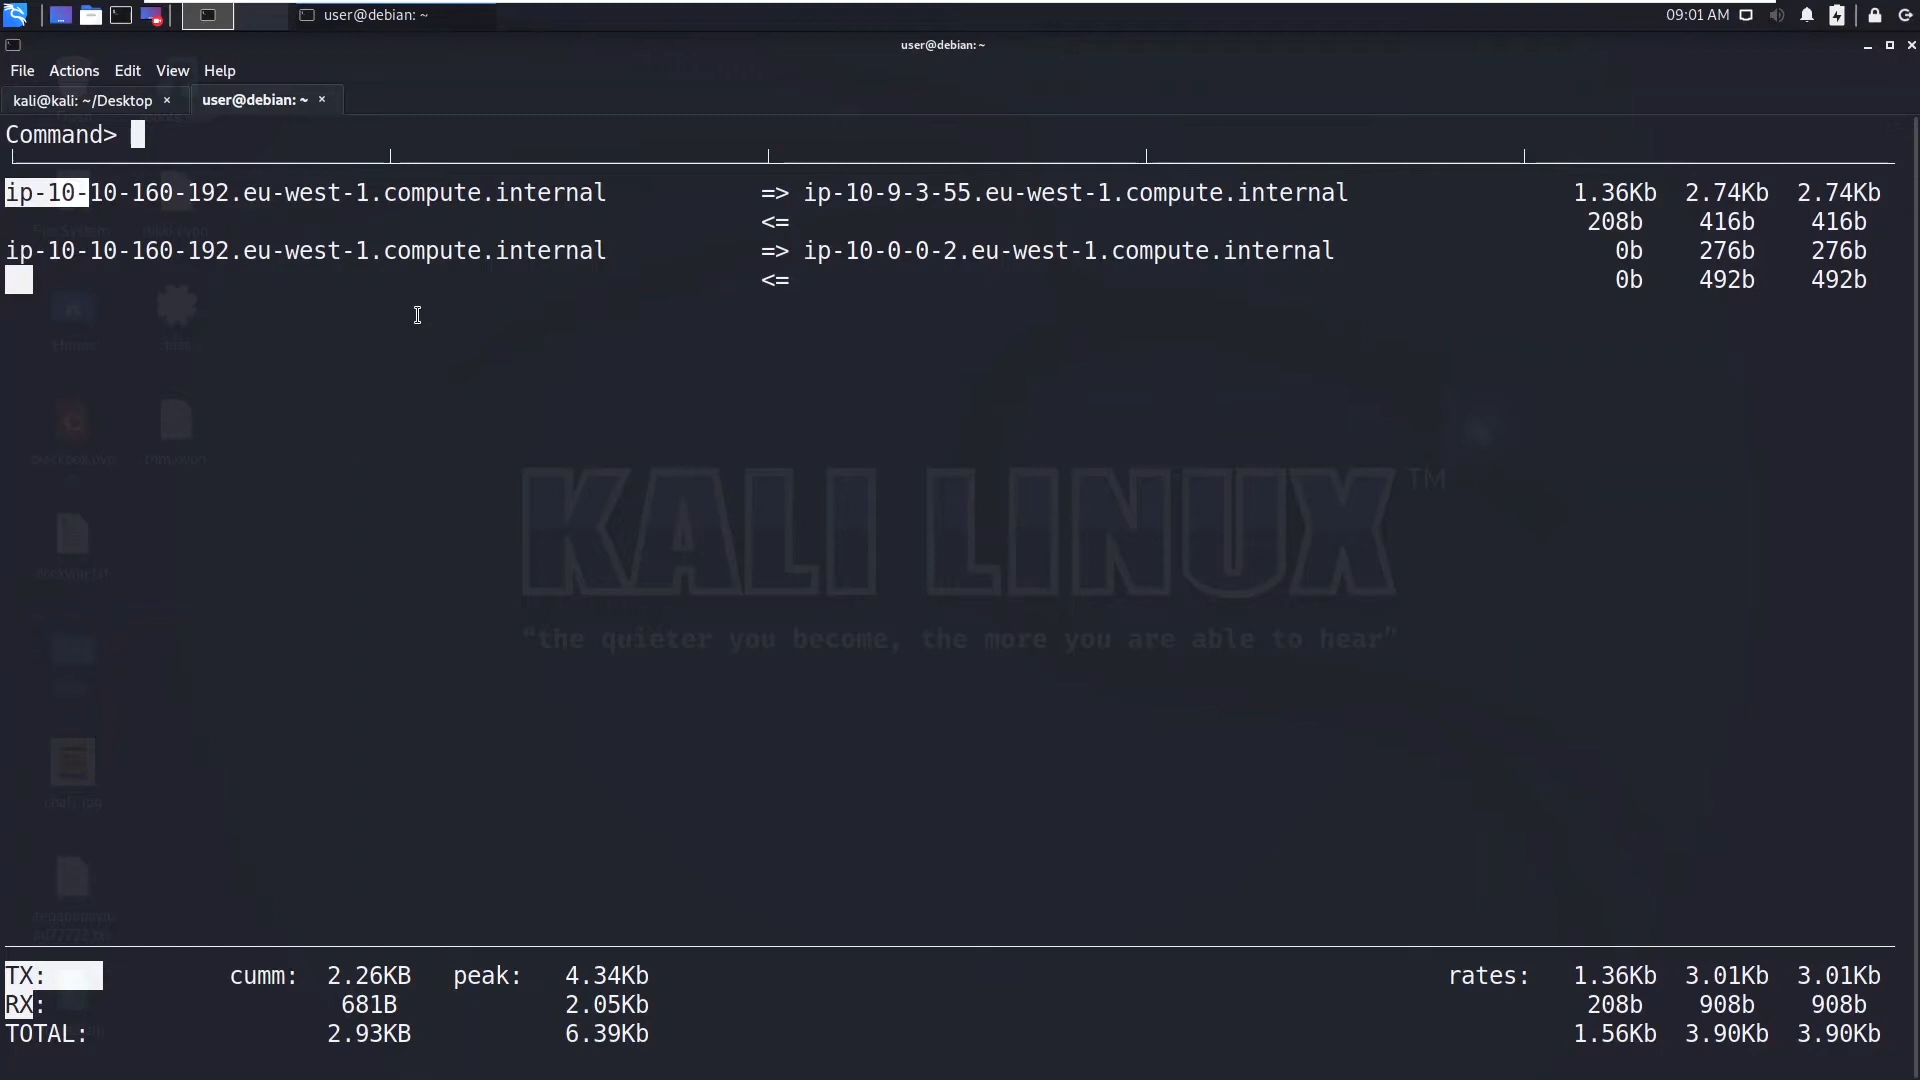 user@debian: ~
09:01 AM
user@debian: ~
File Actions Edit View Help
kali@kali: ~/Desktop × user@debian: ~ ×
Command>
ip-10-10-160-192.eu-west-1.compute.internal => ip-10-9-3-55.eu-west-1.compute.internal 1.36Kb 2.74Kb 2.74Kb
<= 208b 416b 416b
ip-10-10-160-192.eu-west-1.compute.internal => ip-10-0-0-2.eu-west-1.compute.internal 0b 276b 276b
<= 0b 492b 492b
Home
KALI LINUX™
"the quieter you become, the more you are able to hear"
TX: cumm: 2.26KB peak: 4.34Kb rates: 1.36Kb 3.01Kb 3.01Kb
RX: 681B 2.05Kb 208b 908b 908b
TOTAL: 2.93KB 6.39Kb 1.56Kb 3.90Kb 3.90Kb